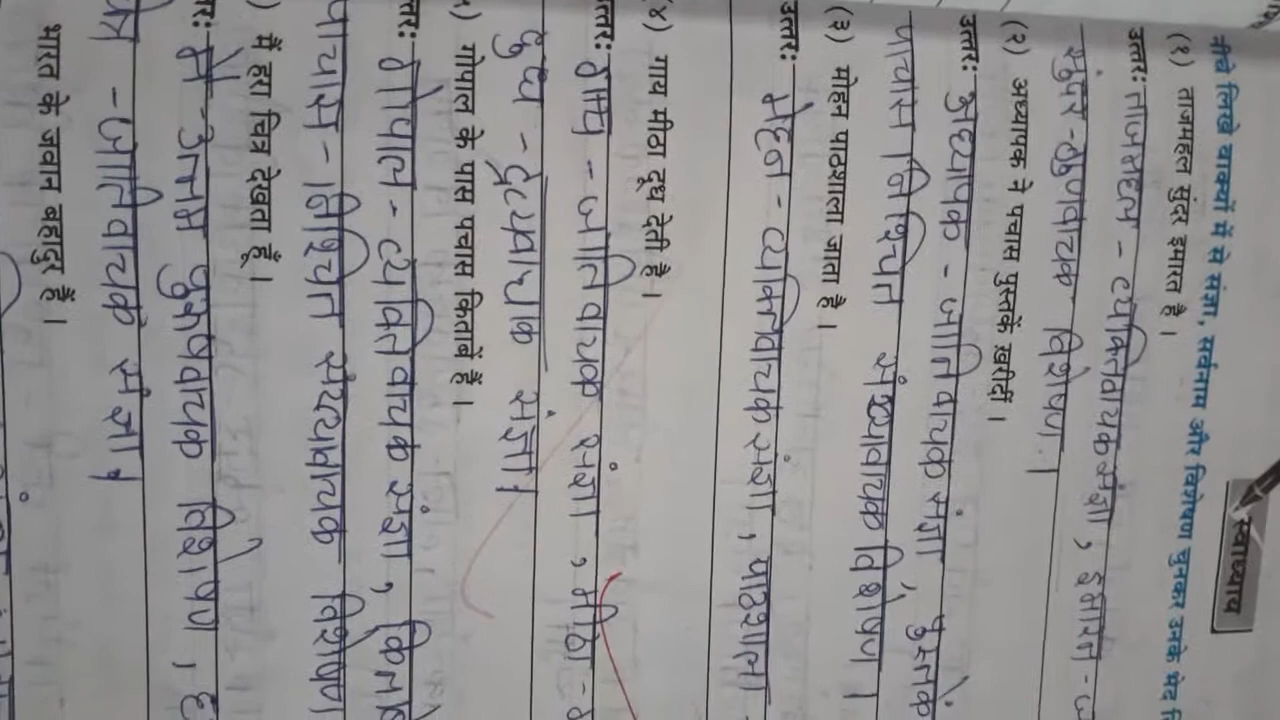 स्वाध्याय
नीचे लिखे वाक्यों में से संज्ञा, सर्वनाम और विशेषण चुनकर उनके भेद
(१) ताजमहल सुंदर इमारत है ।
उत्तर: ताजमहल - व्यक्तिवाचक संज्ञा , इमारत -
सुंदर - गुणवाचक विशेषण ।
(२) अध्यापक ने पचास पुस्तकें ख़रीदीं ।
उत्तर: अध्यापक - जातिवाचक संज्ञा , पुस्तकें
पचास निश्चित संख्यावाचक विशेषण ।
(३) मोहन पाठशाला जाता है ।
उत्तर: मोहन - व्यक्तिवाचक संज्ञा , पाठशाला
(४) गाय मीठा दूध देती है ।
उत्तर: गाय - जातिवाचक संज्ञा , मीठा -
दुध - द्रव्यवाचक संज्ञा ।
) गोपाल के पास पचास किताबें हैं ।
गोपाल - व्यक्तिवाचक संज्ञा ,
पचास - निश्चित संख्यावाचक विशेषण
) मैं हरा चित्र देखता हूँ ।
मैं - उत्तम पुरुषवाचक विशेषण ,
- जातिवाचक संज्ञा ।
भारत के जवान बहादुर हैं ।